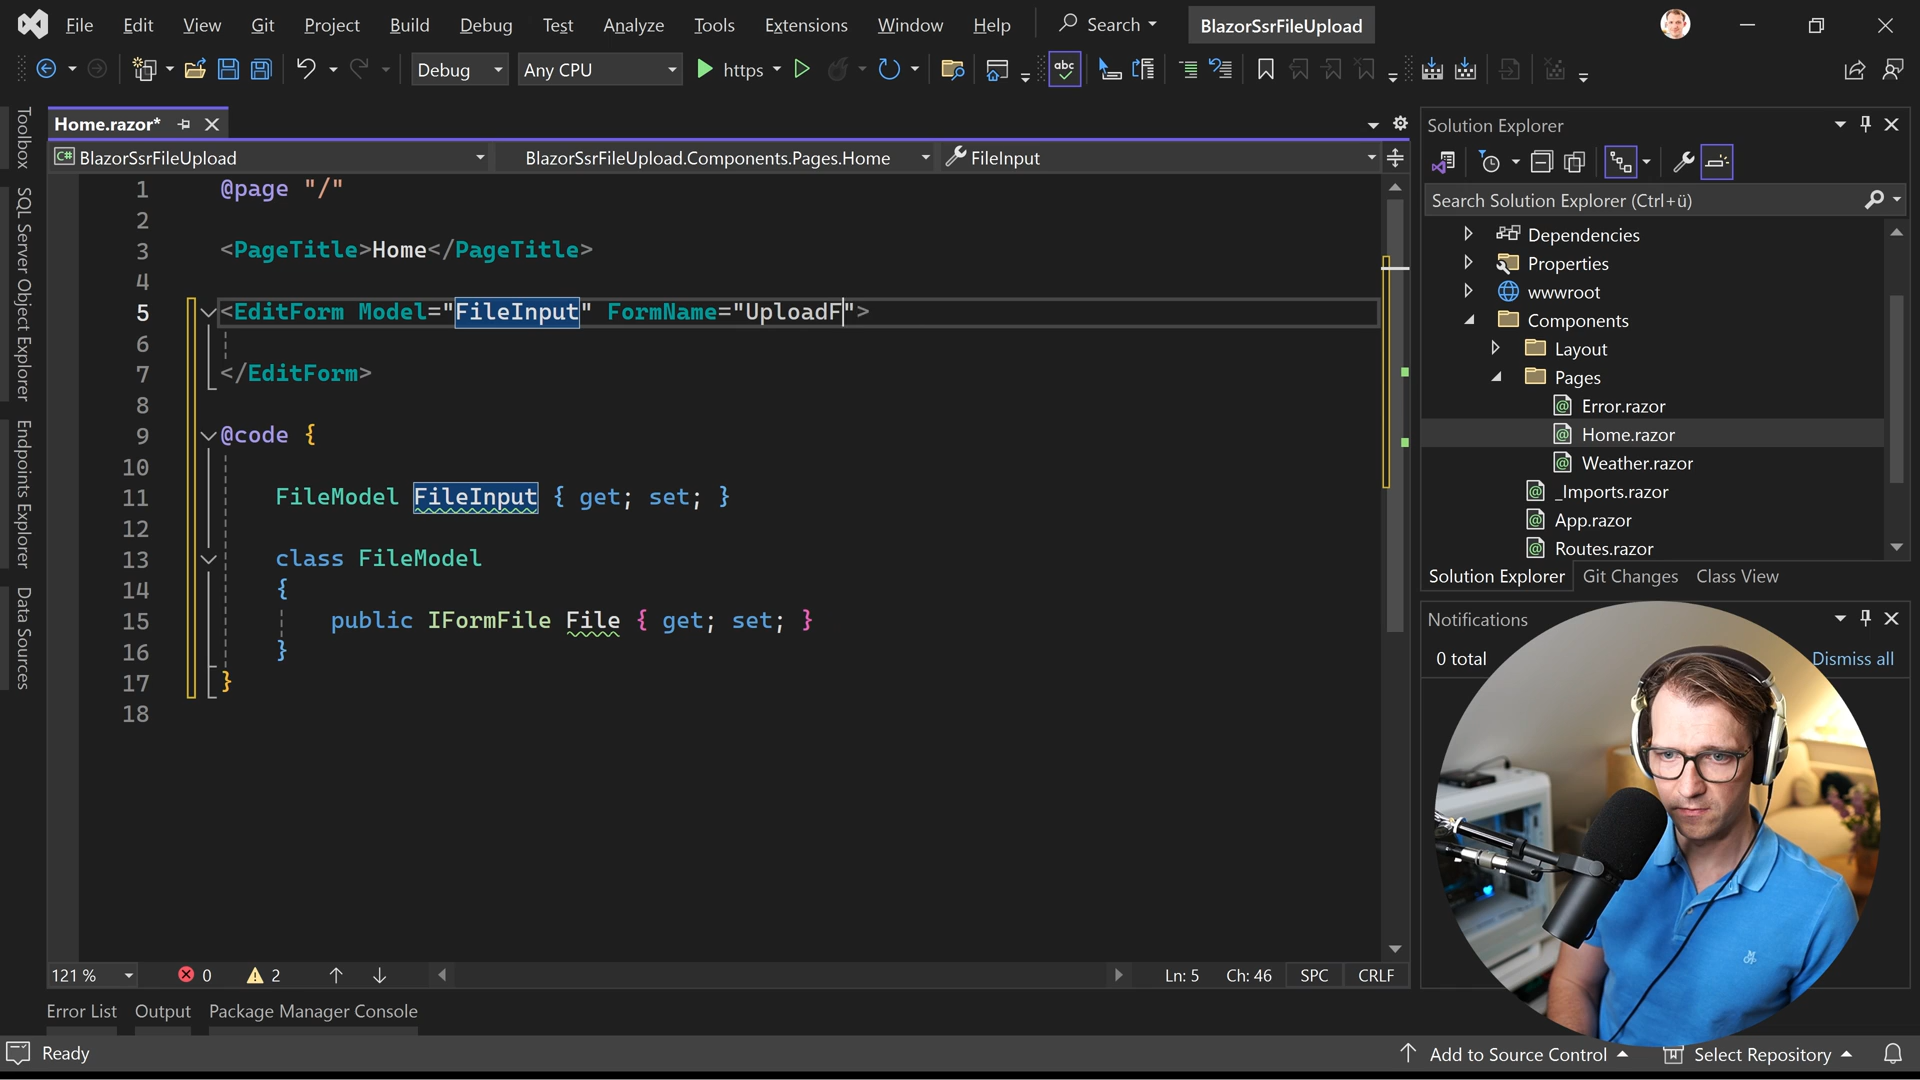 File Edit View Git Project Build Debug Test Analyze Tools Extensions Window Help Search BlazorSsrFileUpload
Debug Any CPU https abc
Home.razor*
C# BlazorSsrFileUpload BlazorSsrFileUpload.Components.Pages.Home FileInput
1 @page "/"
2
3 <PageTitle>Home</PageTitle>
4
5 <EditForm Model="FileInput" FormName="UploadF">
6
7 </EditForm>
8
9 @code {
10
11 FileModel FileInput { get; set; }
12
13 class FileModel
14 {
15 public IFormFile File { get; set; }
16 }
17 }
18
Toolbox
SQL Server Object Explorer
Endpoints Explorer
Data Sources
Solution Explorer
Search Solution Explorer (Ctrl+ü)
Dependencies
Properties
wwwroot
Components
Layout
Pages
Error.razor
Home.razor
Weather.razor
_Imports.razor
App.razor
Routes.razor
Solution Explorer Git Changes Class View
Notifications
0 total Dismiss all
121 % 0 2 Ln: 5 Ch: 46 SPC CRLF
Error List Output Package Manager Console
Ready Add to Source Control Select Repository